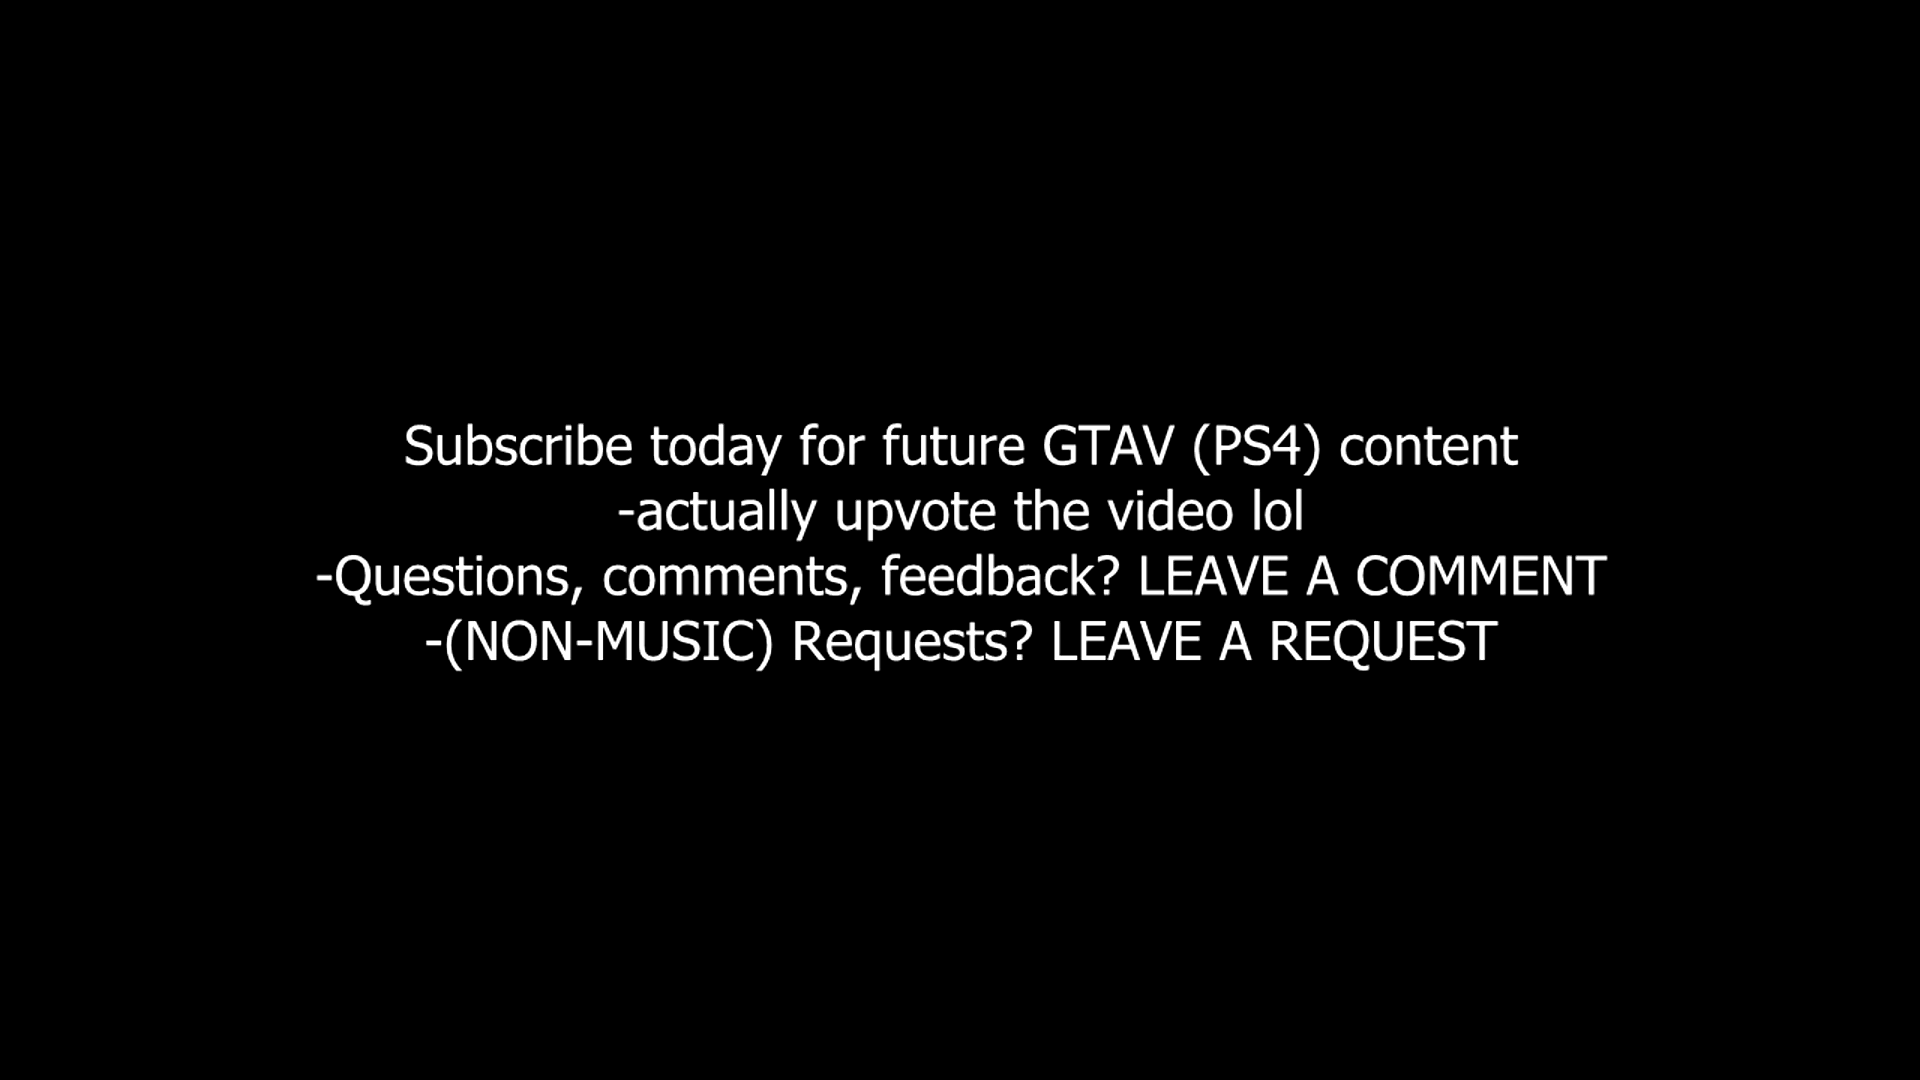 Subscribe today for future GTAV (PS4) content
-actually upvote the video lol
-Questions, comments, feedback? LEAVE A COMMENT
-(NON-MUSIC) Requests? LEAVE A REQUEST